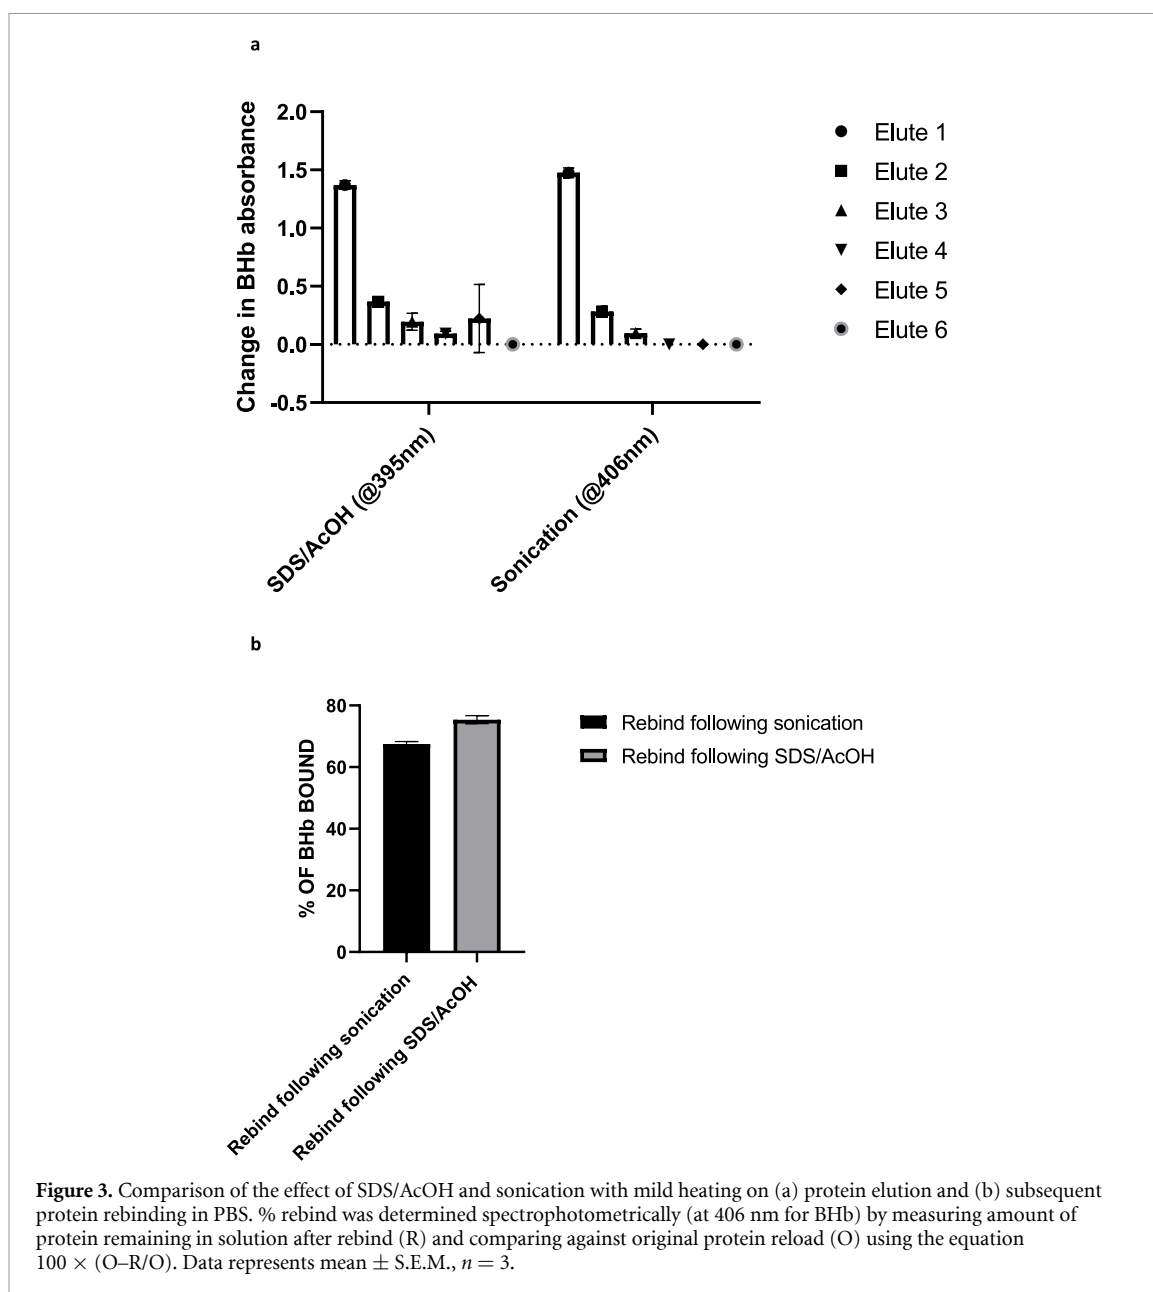 a
Change in BHb absorbance
2.0
1.5
1.0
0.5
0.0
-0.5
SDS/AcOH (@395nm)
Sonication (@406nm)
Elute 1
Elute 2
Elute 3
Elute 4
Elute 5
Elute 6
b
% OF BHb BOUND
80
60
40
20
0
Rebind following sonication
Rebind following SDS/AcOH
Rebind following sonication
Rebind following SDS/AcOH
Figure 3. Comparison of the effect of SDS/AcOH and sonication with mild heating on (a) protein elution and (b) subsequent
protein rebinding in PBS. % rebind was determined spectrophotometrically (at 406 nm for BHb) by measuring amount of
protein remaining in solution after rebind (R) and comparing against original protein reload (O) using the equation
100 × (O–R/O). Data represents mean ± S.E.M., n = 3.